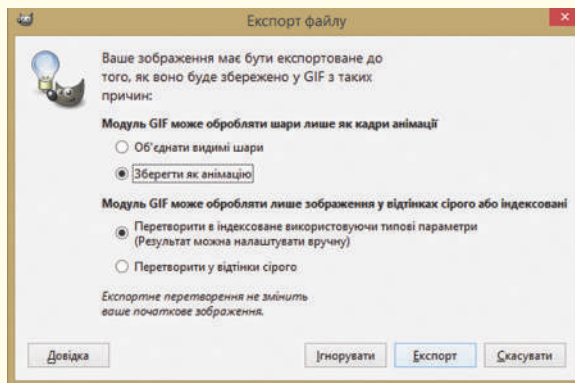 Експорт файлу
Ваше зображення має бути експортоване до
того, як воно буде збережено у GIF з таких
причин:
Модуль GIF може обробляти шари лише як кадри анімації
Об'єднати видимі шари
Зберегти як анімацію
Модуль GIF може обробляти лише зображення у відтінках сірого або індексовані
Перетворити в індексоване використовуючи типові параметри
(Результат можна налаштувати вручну)
Перетворити у відтінки сірого
Експортне перетворення не змінить
ваше початкове зображення.
Довідка Ігнорувати Експорт Скасувати